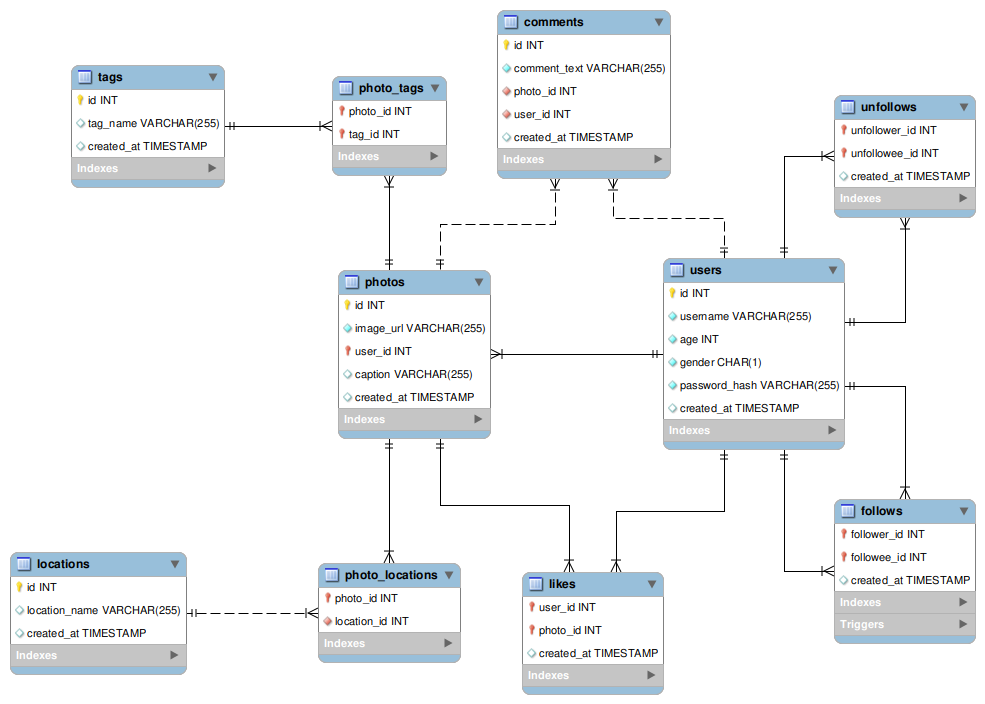 comments
id INT
comment_text VARCHAR(255)
photo_id INT
user_id INT
created_at TIMESTAMP
Indexes
tags
id INT
tag_name VARCHAR(255)
created_at TIMESTAMP
Indexes
photo_tags
photo_id INT
tag_id INT
Indexes
unfollows
unfollower_id INT
unfollowee_id INT
created_at TIMESTAMP
Indexes
photos
id INT
image_url VARCHAR(255)
user_id INT
caption VARCHAR(255)
created_at TIMESTAMP
Indexes
users
id INT
username VARCHAR(255)
age INT
gender CHAR(1)
password_hash VARCHAR(255)
created_at TIMESTAMP
Indexes
follows
follower_id INT
followee_id INT
created_at TIMESTAMP
Indexes
Triggers
locations
id INT
location_name VARCHAR(255)
created_at TIMESTAMP
Indexes
photo_locations
photo_id INT
location_id INT
Indexes
likes
user_id INT
photo_id INT
created_at TIMESTAMP
Indexes